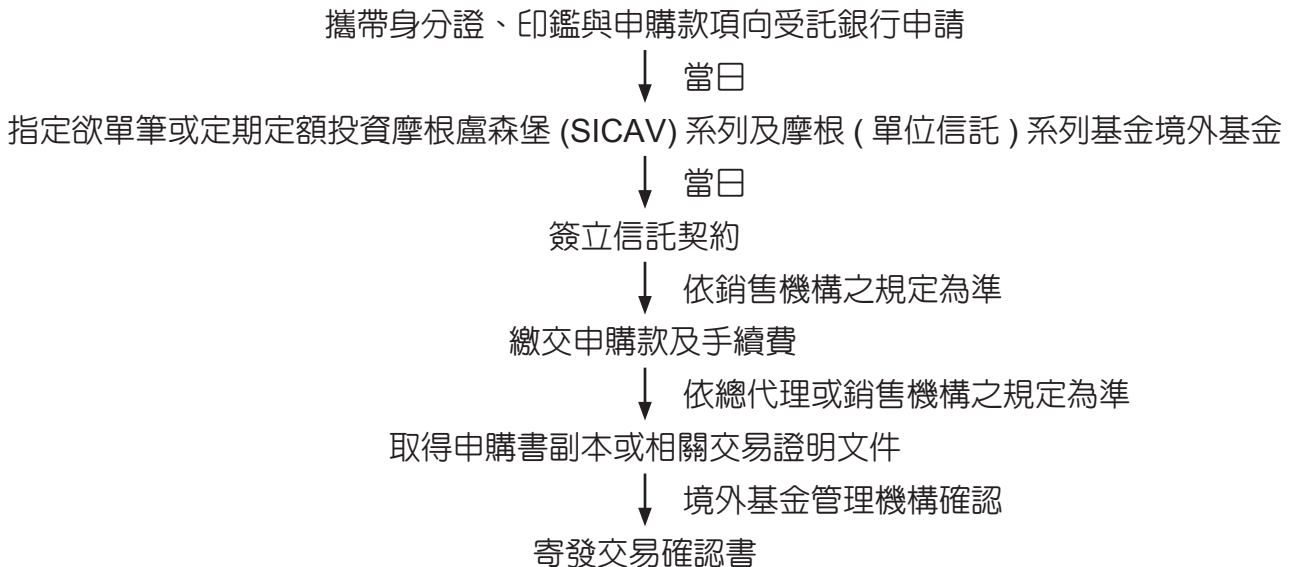 攜帶身分證、印鑑與申購款項向受託銀行申請
當日
指定欲單筆或定期定額投資摩根盧森堡 (SICAV) 系列及摩根 ( 單位信託 ) 系列基金境外基金
當日
簽立信託契約
依銷售機構之規定為準
繳交申購款及手續費
依總代理或銷售機構之規定為準
取得申購書副本或相關交易證明文件
境外基金管理機構確認
寄發交易確認書